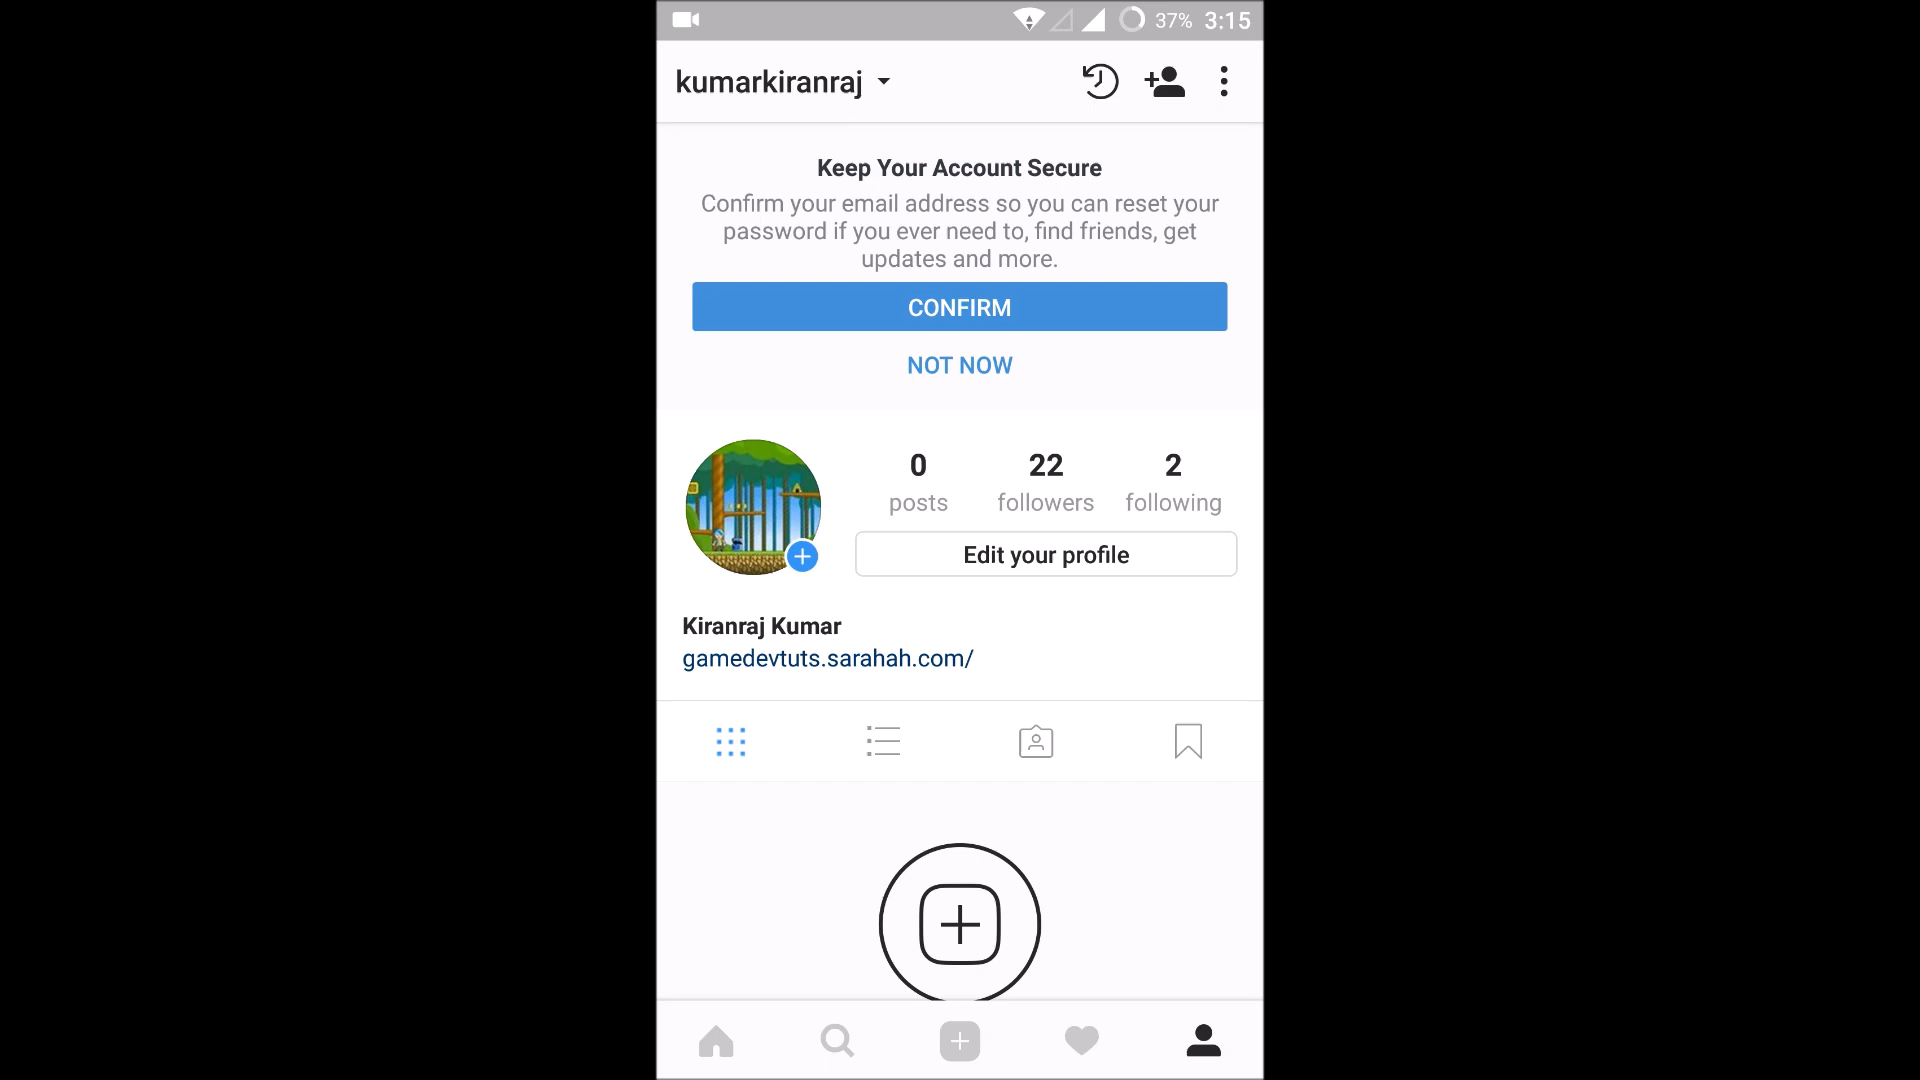 37% 3:15
kumarkiranraj
Keep Your Account Secure
Confirm your email address so you can reset your
password if you ever need to, find friends, get
updates and more.
CONFIRM
NOT NOW
0 22 2
posts followers following
Edit your profile
Kiranraj Kumar
gamedevtuts.sarahah.com/